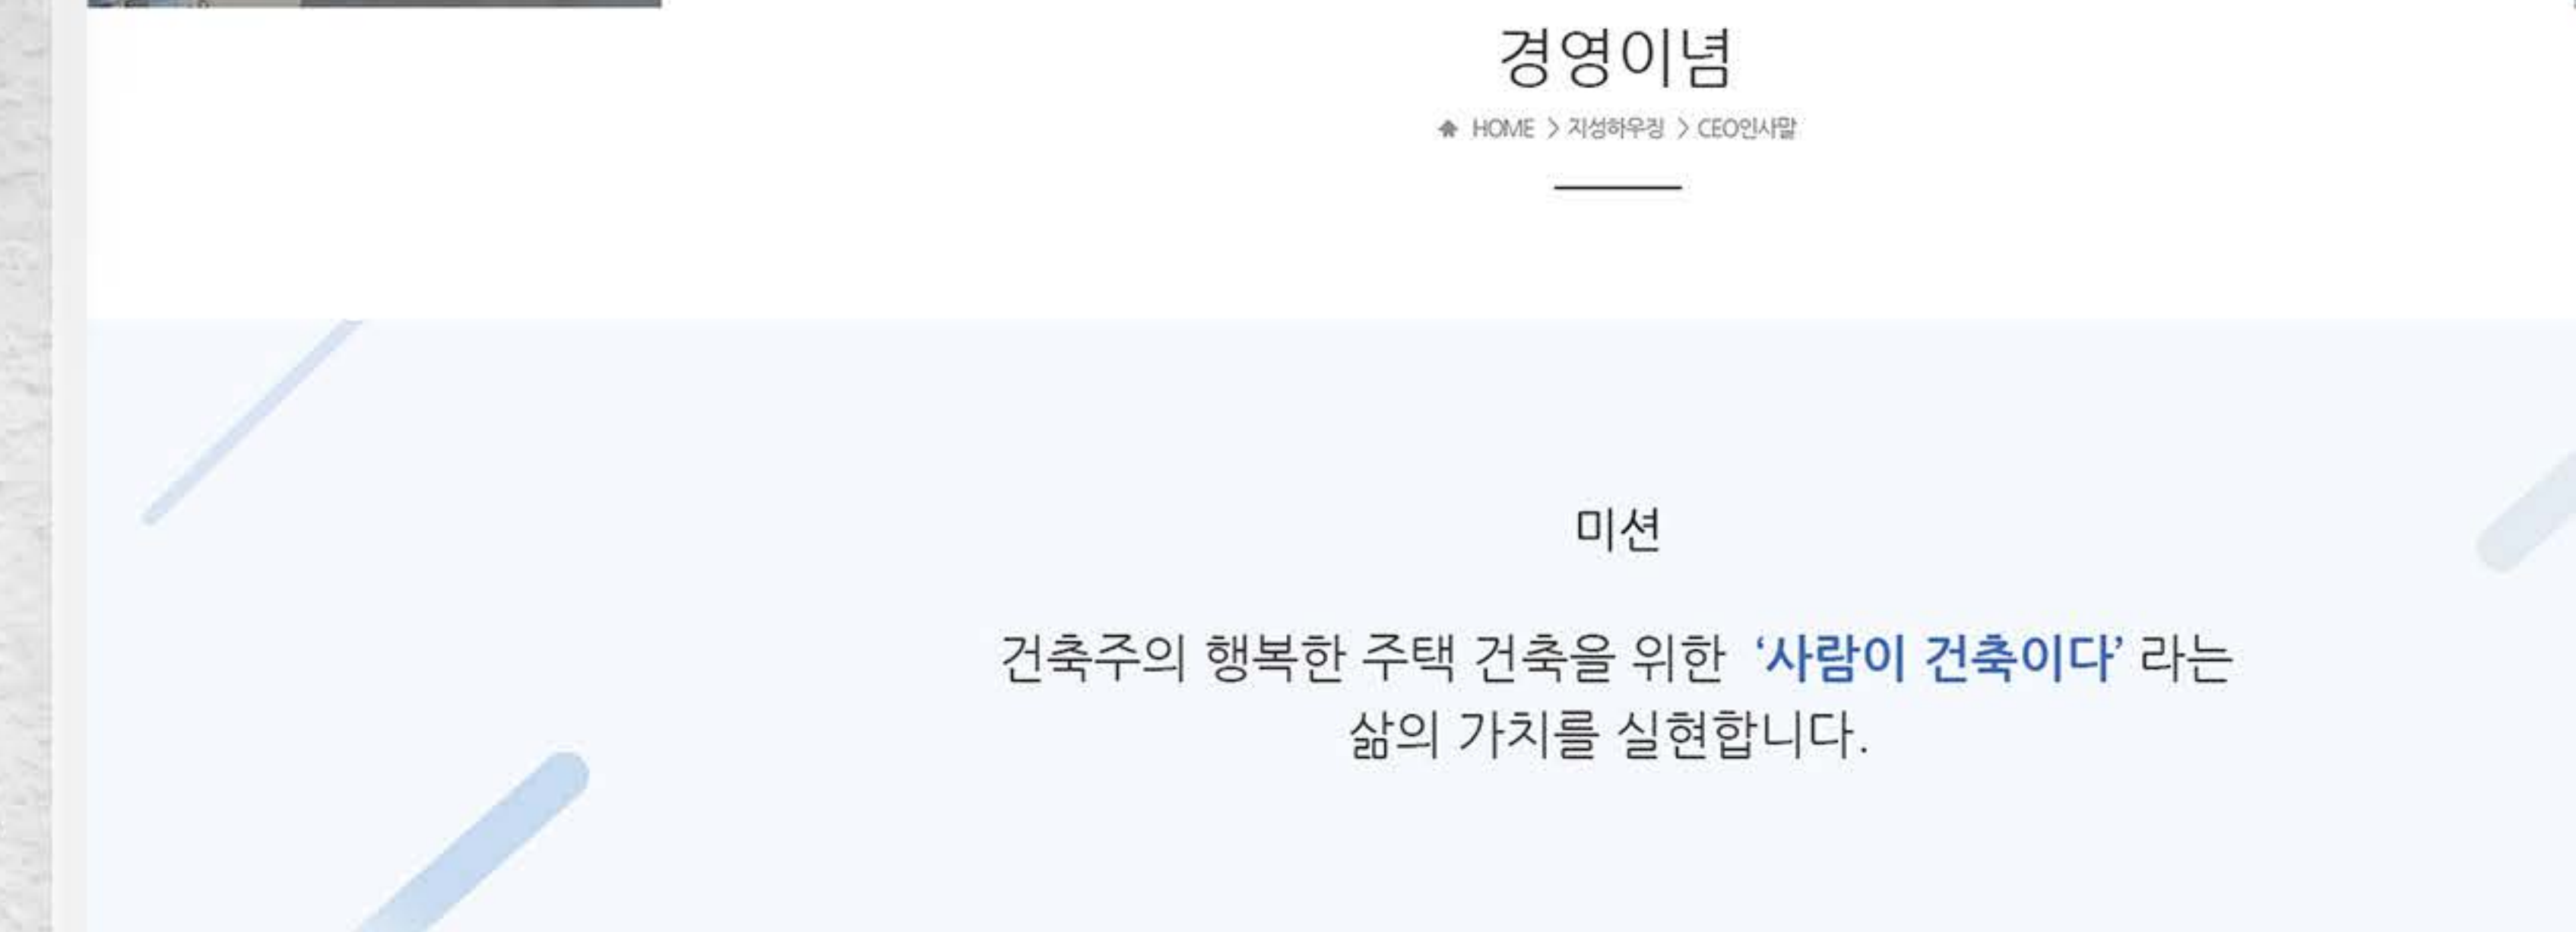 경영이념
HOME > 지성하우징 > CEO인사말
미션
건축주의 행복한 주택 건축을 위한 ‘사람이 건축이다’ 라는
삶의 가치를 실현합니다.